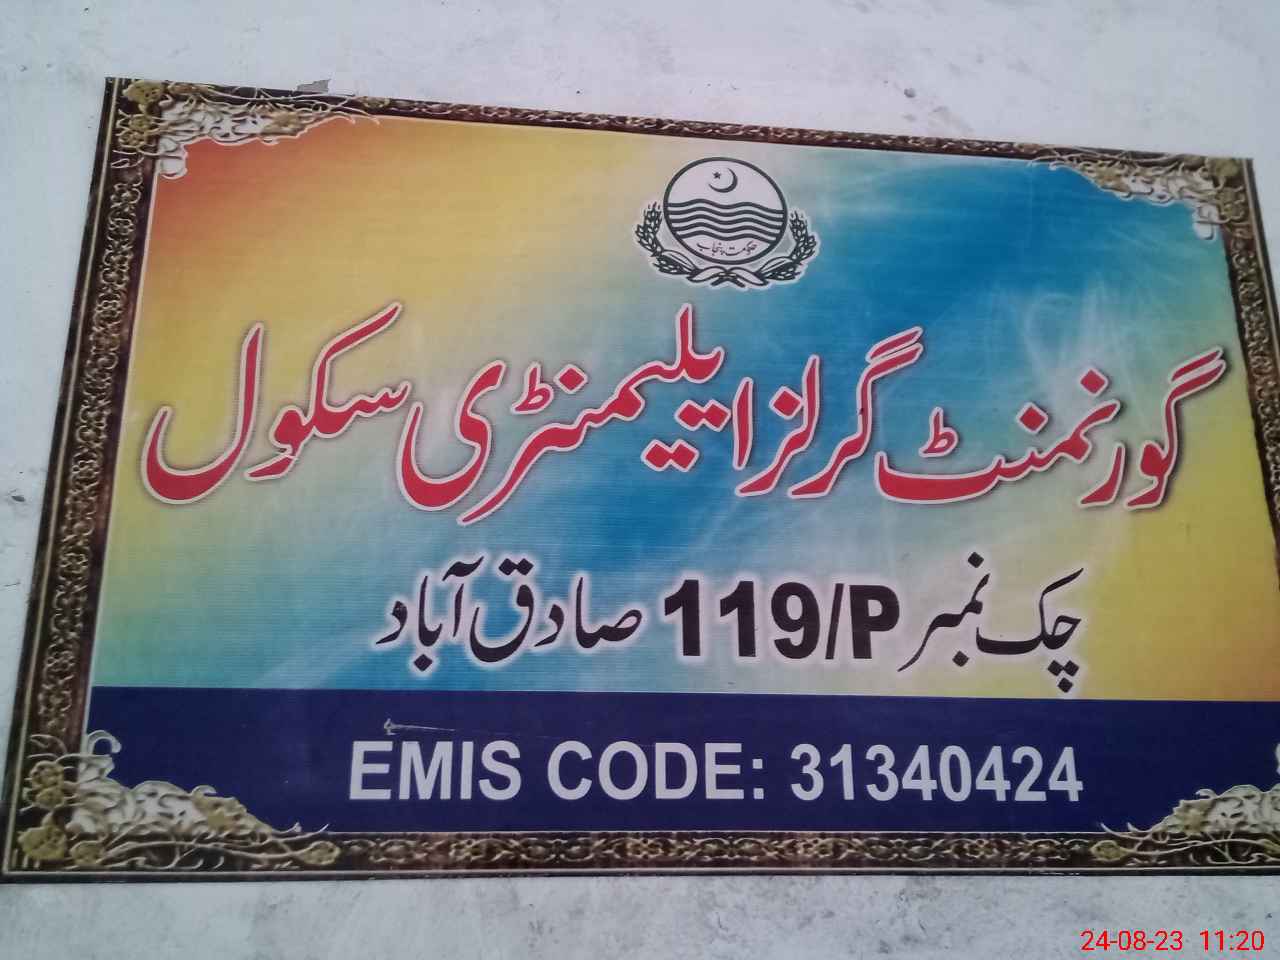 حکومت پنجاب
گورنمنٹ گرلز ایلیمنٹری سکول
چک نمبر 119/P صادق آباد
EMIS CODE: 31340424
24-08-23 11:20